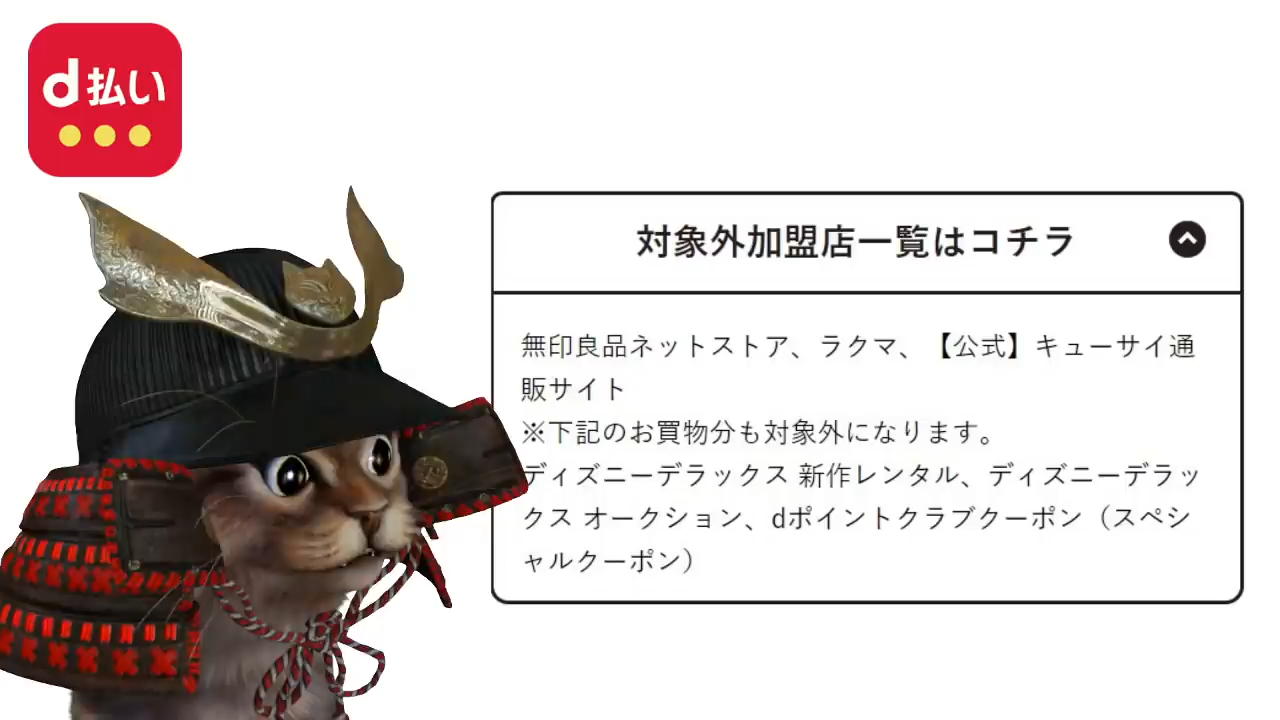 d払い
対象外加盟店一覧はコチラ
無印良品ネットストア、ラクマ、【公式】キューサイ通
販サイト
※下記のお買物分も対象外になります。
ディズニーデラックス 新作レンタル、ディズニーデラッ
クス オークション、dポイントクラブクーポン（スペシ
ャルクーポン）